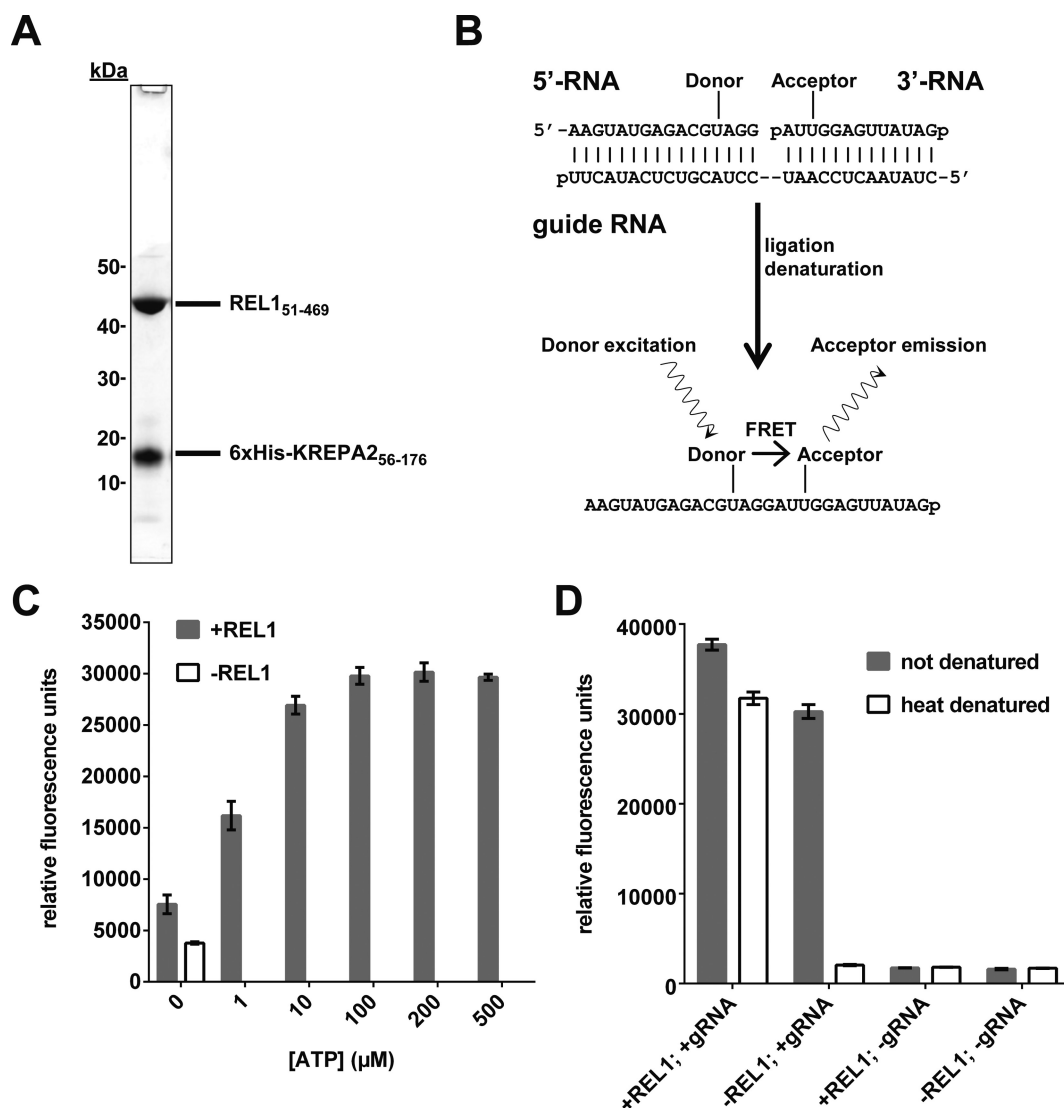 A
kDa
50-
40-
30-
20-
10-
REL151-469
6xHis-KREPA256-176
B
5’-RNA Donor Acceptor 3’-RNA
5’-AAGUAUGAGACGUAGG pAUUGGAGUUAUAGp
pUUCAUACUCUGCAUCC--UAACCUCAAUAUC-5’
guide RNA
ligation
denaturation
Donor excitation Acceptor emission
FRET
Donor Acceptor
AAGUAUGAGACGUAGGAUUGGAGUUAUAGp
C
relative fluorescence units
35000
30000
25000
20000
15000
10000
5000
0
+REL1
-REL1
0 1 10 100 200 500
[ATP] (µM)
D
relative fluorescence units
40000
30000
20000
10000
0
not denatured
heat denatured
+REL1; +gRNA
-REL1; +gRNA
+REL1; -gRNA
-REL1; -gRNA